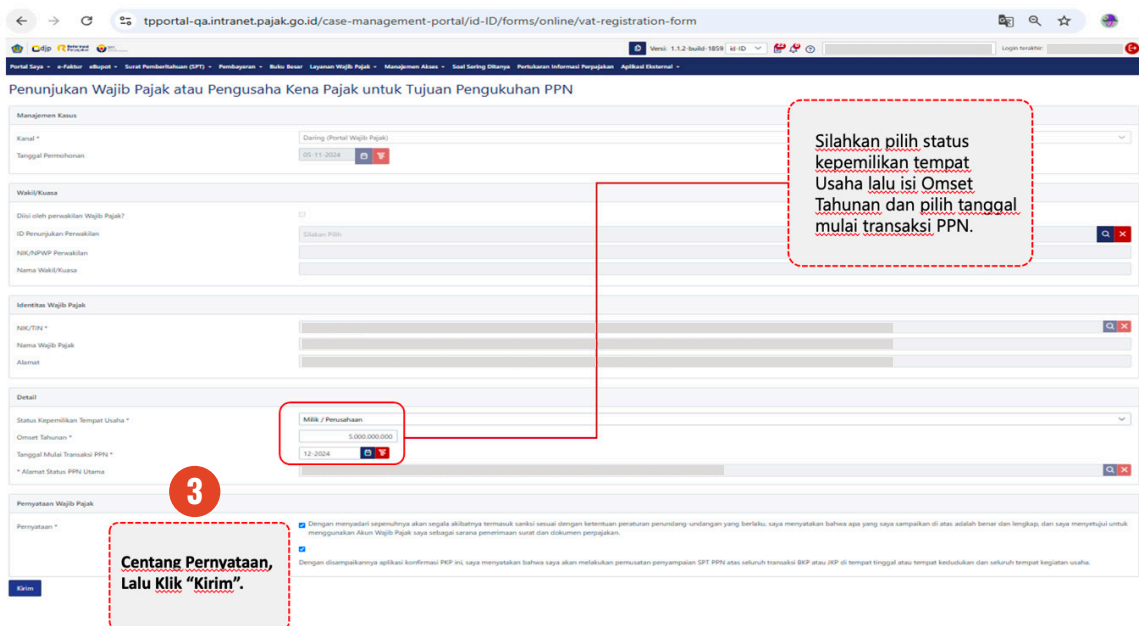 tpportal-qa.intranet.pajak.go.id/case-management-portal/id-ID/forms/online/vat-registration-form
djp
Versi: 1.1.2-build-1859
id-ID
Login terakhir:
Portal Saya
e-Faktur
eBupot
Surat Pemberitahuan (SPT)
Pembayaran
Buku Besar
Layanan Wajib Pajak
Manajemen Akses
Soal Sering Ditanya
Pertukaran Informasi Perpajakan
Aplikasi Eksternal
Penunjukan Wajib Pajak atau Pengusaha Kena Pajak untuk Tujuan Pengukuhan PPN
Manajemen Kasus
Kanal *
Daring (Portal Wajib Pajak)
Tanggal Permohonan
05-11-2024
Silahkan pilih status
kepemilikan tempat
Usaha lalu isi Omset
Tahunan dan pilih tanggal
mulai transaksi PPN.
Wakil/Kuasa
Diisi oleh perwakilan Wajib Pajak?
ID Penunjukan Perwakilan
Silakan Pilih
NIK/NPWP Perwakilan
Nama Wakil/Kuasa
Identitas Wajib Pajak
NIK/TIN *
Nama Wajib Pajak
Alamat
Detail
Status Kepemilikan Tempat Usaha *
Milik / Perusahaan
Omset Tahunan *
5.000.000.000
Tanggal Mulai Transaksi PPN *
12-2024
* Alamat Status PPN Utama
3
Pernyataan Wajib Pajak
Pernyataan *
Dengan menyadari sepenuhnya akan segala akibatnya termasuk sanksi sesuai dengan ketentuan peraturan perundang-undangan yang berlaku, saya menyatakan bahwa apa yang saya sampaikan di atas adalah benar dan lengkap, dan saya menyetujui untuk
menggunakan Akun Wajib Pajak saya sebagai sarana penerimaan surat dan dokumen perpajakan.
Dengan disampaikannya aplikasi konfirmasi PKP ini, saya menyatakan bahwa saya akan melakukan pemusatan penyampaian SPT PPN atas seluruh transaksi BKP atau JKP di tempat tinggal atau tempat kedudukan dan seluruh tempat kegiatan usaha.
Centang Pernyataan,
Lalu Klik “Kirim”.
Kirim